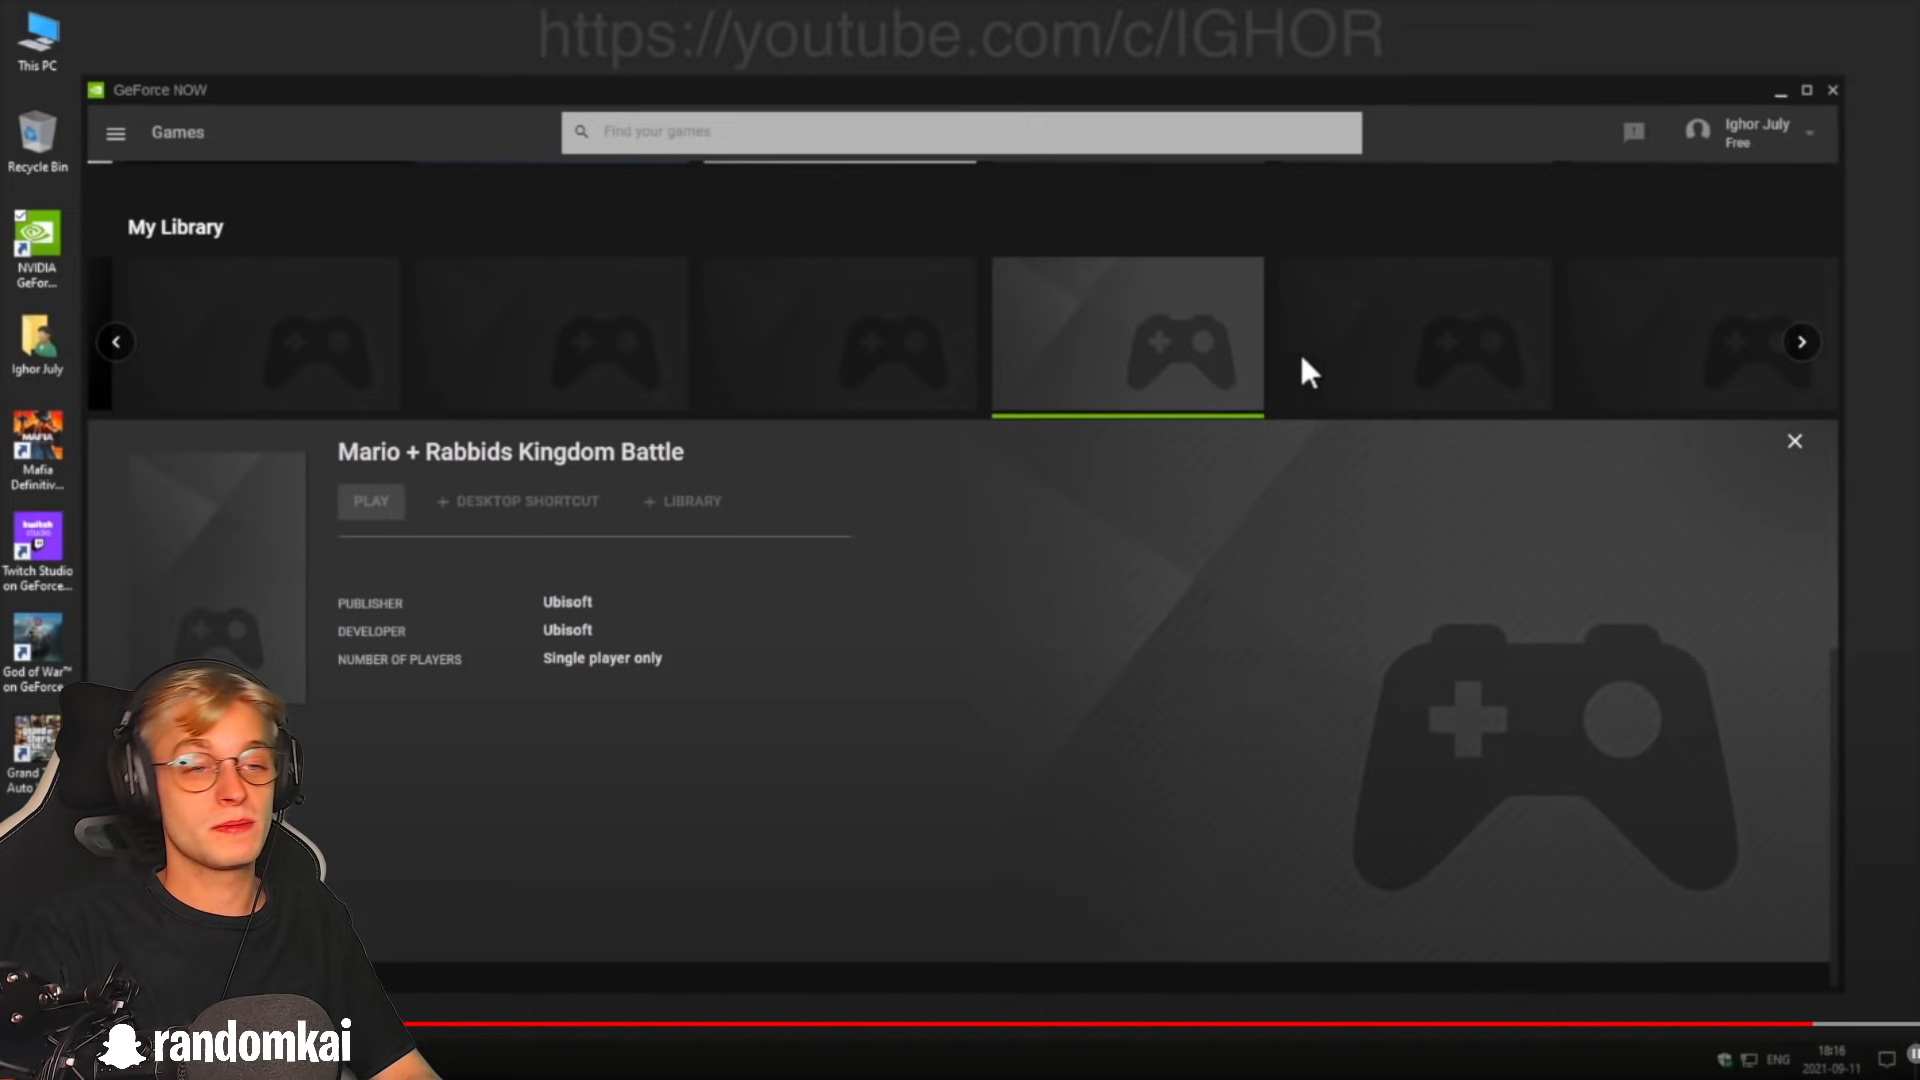 https://youtube.com/c/IGHOR
This PC
GeForce NOW
Games
Find your games
Ighor July
Free
Recycle Bin
My Library
NVIDIA
GeFor...
Ighor July
Mafia
Definitiv...
Mario + Rabbids Kingdom Battle
PLAY
+ DESKTOP SHORTCUT
+ LIBRARY
twitch
studio
Twitch Studio
on GeForce...
PUBLISHER
Ubisoft
DEVELOPER
Ubisoft
NUMBER OF PLAYERS
Single player only
God of War™
on GeForce
Grand
Auto
randomkai
ENG
18:16
2021-09-11